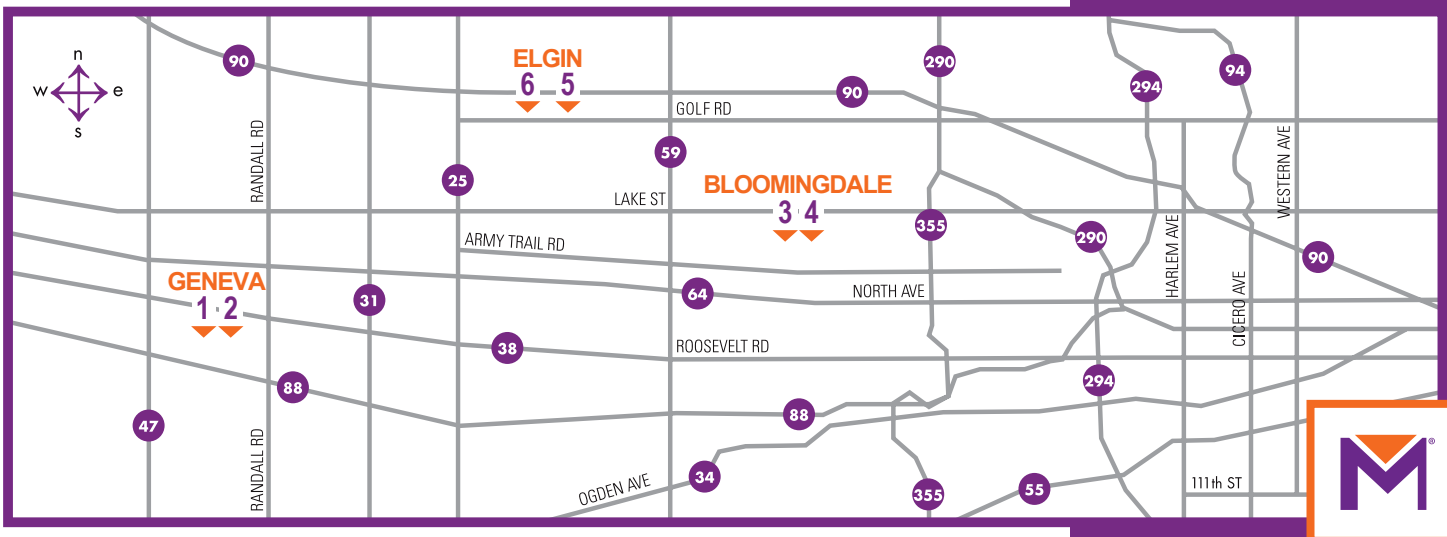 n
w e
s
90
ELGIN
6 5
290
90
294
94
GOLF RD
RANDALL RD
59
25
WESTERN AVE
BLOOMINGDALE
3 4
LAKE ST
355
290
HARLEM AVE
ARMY TRAIL RD
90
GENEVA
1 2
31
64
NORTH AVE
CICERO AVE
38
ROOSEVELT RD
88
294
88
47
RANDALL RD
34
OGDEN AVE
355
55
111th ST
M®